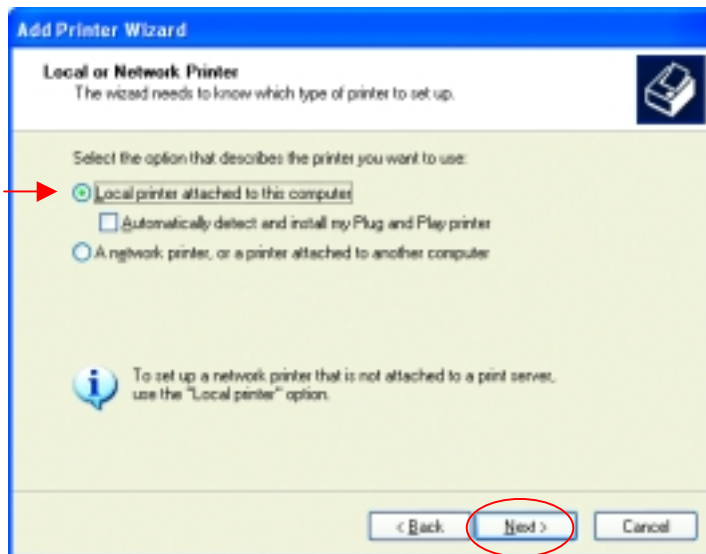 Add Printer Wizard
Local or Network Printer
The wizard needs to know which type of printer to set up.
Select the option that describes the printer you want to use:
Local printer attached to this computer
Automatically detect and install my Plug and Play printer
A network printer, or a printer attached to another computer
To set up a network printer that is not attached to a print server,
use the "Local printer" option.
< Back Next > Cancel